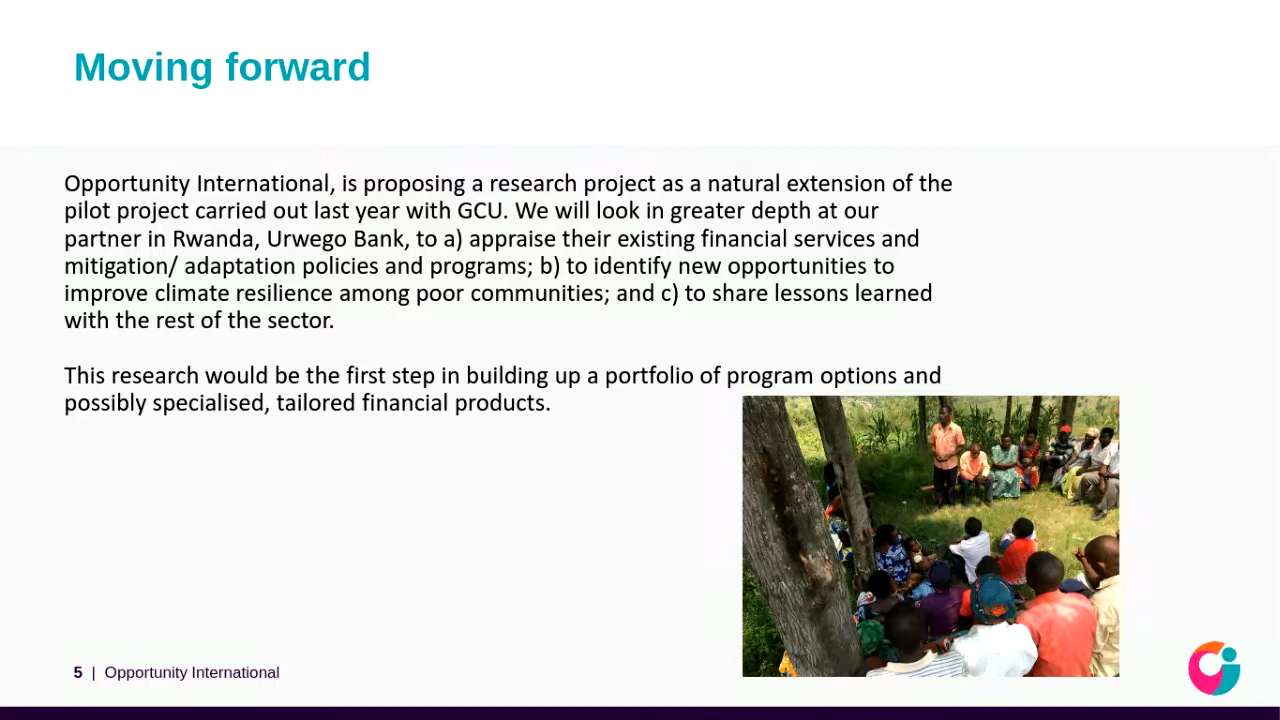 Moving forward
Opportunity International, is proposing a research project as a natural extension of the
pilot project carried out last year with GCU. We will look in greater depth at our
partner in Rwanda, Urwego Bank, to a) appraise their existing financial services and
mitigation/ adaptation policies and programs; b) to identify new opportunities to
improve climate resilience among poor communities; and c) to share lessons learned
with the rest of the sector.
This research would be the first step in building up a portfolio of program options and
possibly specialised, tailored financial products.
5 | Opportunity International